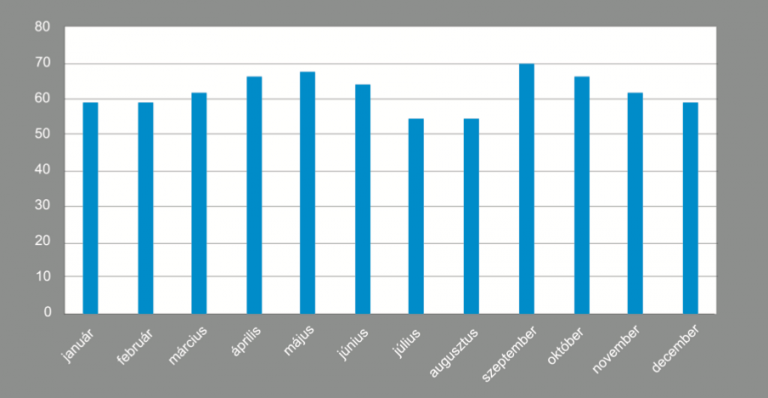 80
70
60
50
40
30
20
10
0
január
február
március
április
május
június
július
augusztus
szeptember
október
november
december